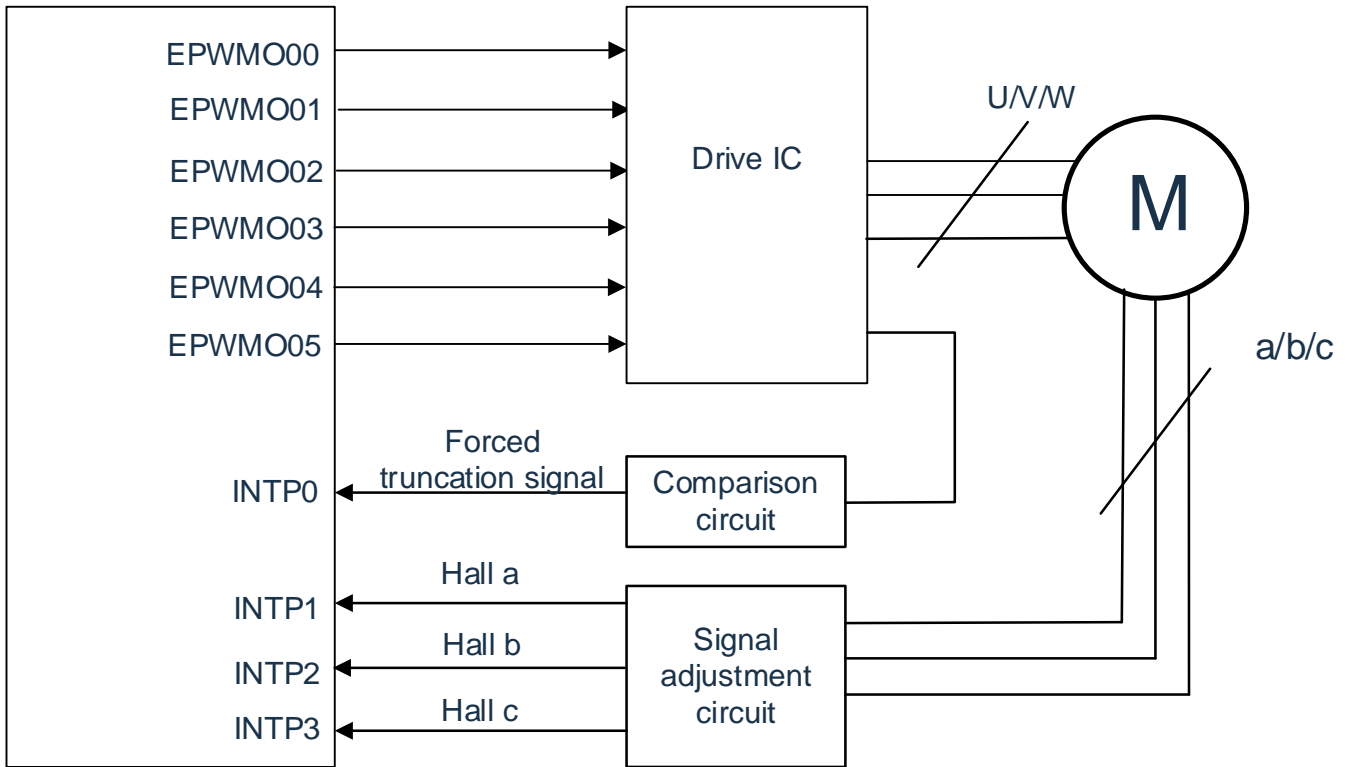 EPWMO00
EPWMO01
EPWMO02
EPWMO03
EPWMO04
EPWMO05
Drive IC
U/V/W
M
a/b/c
INTP0
Forced
truncation signal
Comparison
circuit
INTP1
INTP2
INTP3
Hall a
Hall b
Hall c
Signal
adjustment
circuit